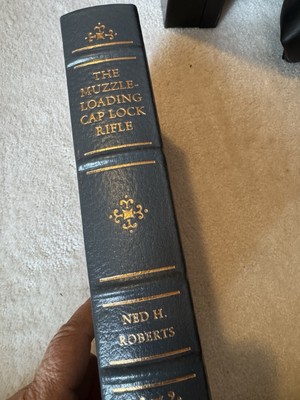 THE
MUZZLE-
LOADING
CAP LOCK
RIFLE
NED H.
ROBERTS